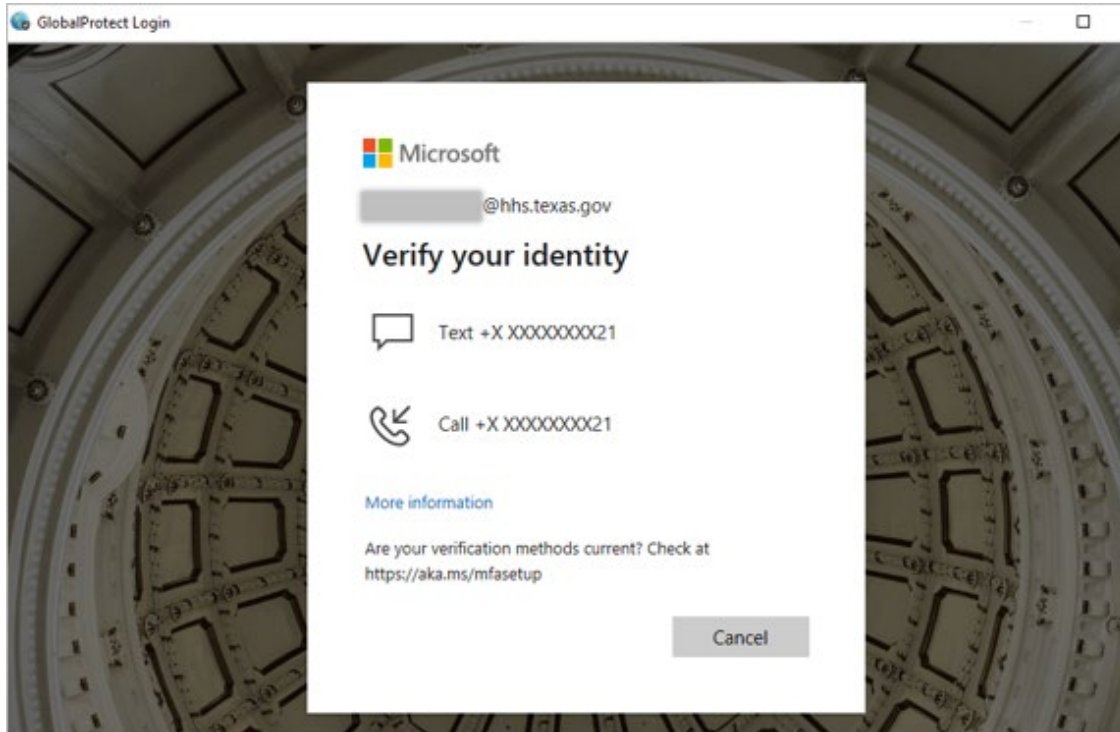 GlobalProtect Login
Microsoft
@hhs.texas.gov
Verify your identity
Text +X XXXXXXXX21
Call +X XXXXXXXX21
More information
Are your verification methods current? Check at
https://aka.ms/mfasetup
Cancel